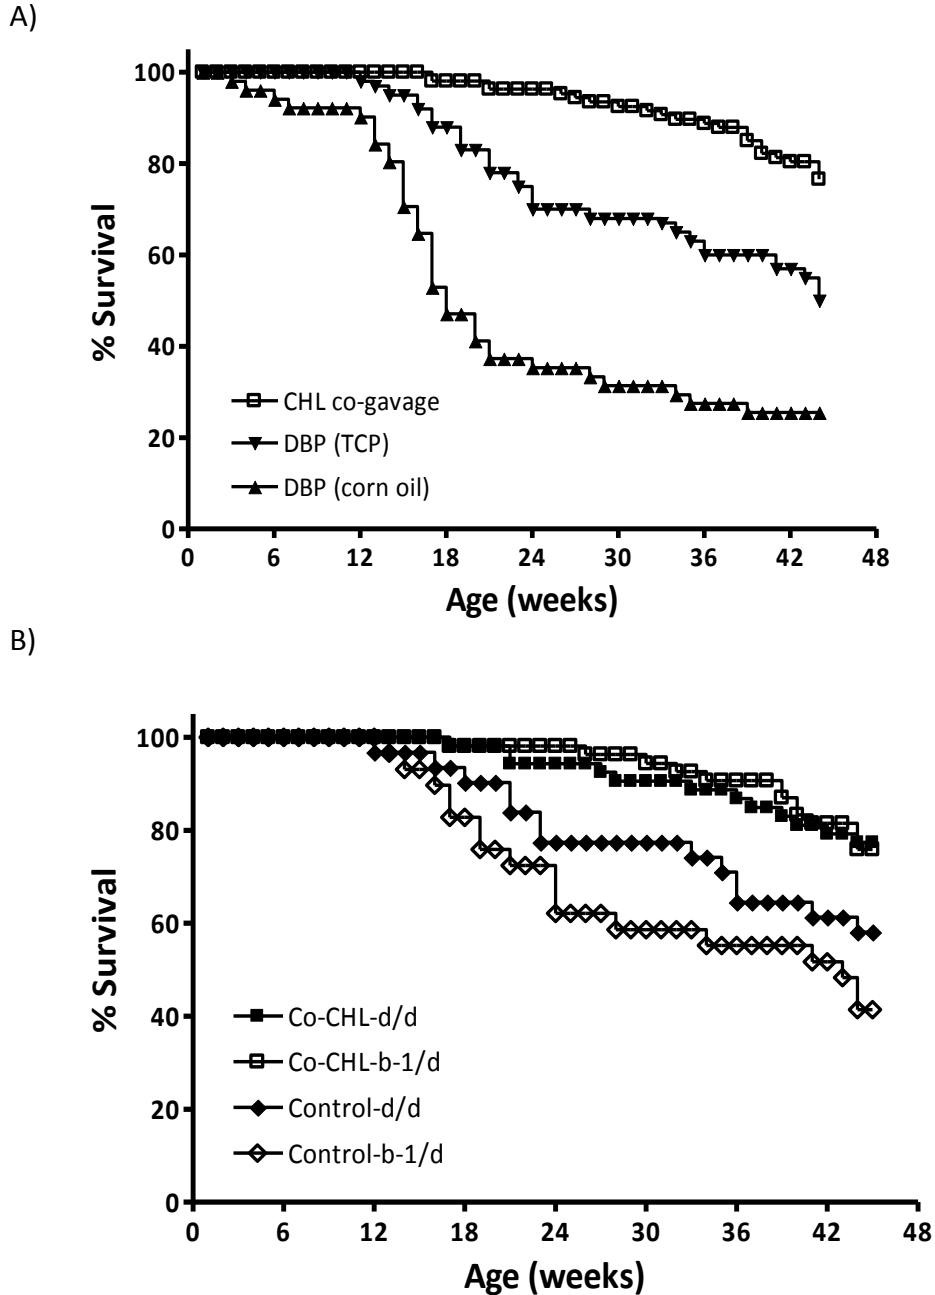 A)
100
80
60
40
20
0
% Survival
CHL co-gavage
DBP (TCP)
DBP (corn oil)
0 6 12 18 24 30 36 42 48
Age (weeks)
B)
100
80
60
40
20
0
% Survival
Co-CHL-d/d
Co-CHL-b-1/d
Control-d/d
Control-b-1/d
0 6 12 18 24 30 36 42 48
Age (weeks)